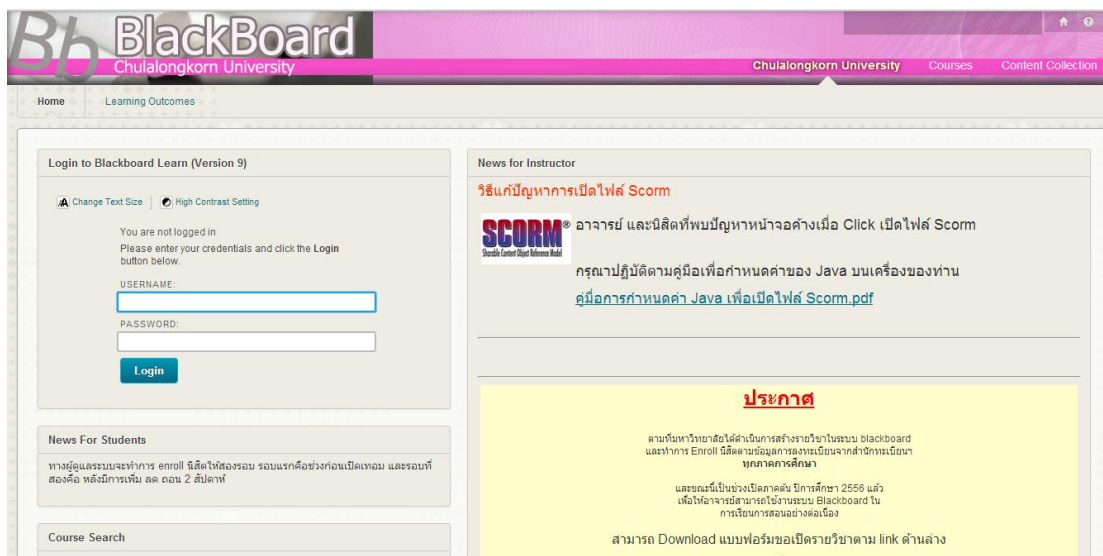 Bb BlackBoard
Chulalongkorn University
Chulalongkorn University Courses Content Collection
Home Learning Outcomes
Login to Blackboard Learn (Version 9)
Change Text Size High Contrast Setting
You are not logged in
Please enter your credentials and click the Login
button below.
USERNAME:
PASSWORD:
Login
News For Students
ทางผู้ดูแลระบบจะทำการ enroll นิสิตให้สองรอบ รอบแรกคือช่วงก่อนเปิดเทอม และรอบที่
สองคือ หลังมีการเพิ่ม ลด ถอน 2 สัปดาห์
Course Search
News for Instructor
วิธีแก้ปัญหาการเปิดไฟล์ Scorm
SCORM®
Sharable Content Object Reference Model
อาจารย์ และนิสิตที่พบปัญหาหน้าจอค้างเมื่อ Click เปิดไฟล์ Scorm
กรุณาปฏิบัติตามคู่มือเพื่อกำหนดค่าของ Java บนเครื่องของท่าน
คู่มือการกำหนดค่า Java เพื่อเปิดไฟล์ Scorm.pdf
ประกาศ
ตามที่มหาวิทยาลัยได้ดำเนินการสร้างรายวิชาในระบบ blackboard
และทำการ Enroll นิสิตตามข้อมูลการลงทะเบียนจากสำนักทะเบียนฯ
ทุกภาคการศึกษา
และขณะนี้เป็นช่วงเปิดภาคต้น ปีการศึกษา 2556 แล้ว
เพื่อให้อาจารย์สามารถใช้งานระบบ Blackboard ใน
การเรียนการสอนอย่างต่อเนื่อง
สามารถ Download แบบฟอร์มขอเปิดรายวิชาตาม link ด้านล่าง